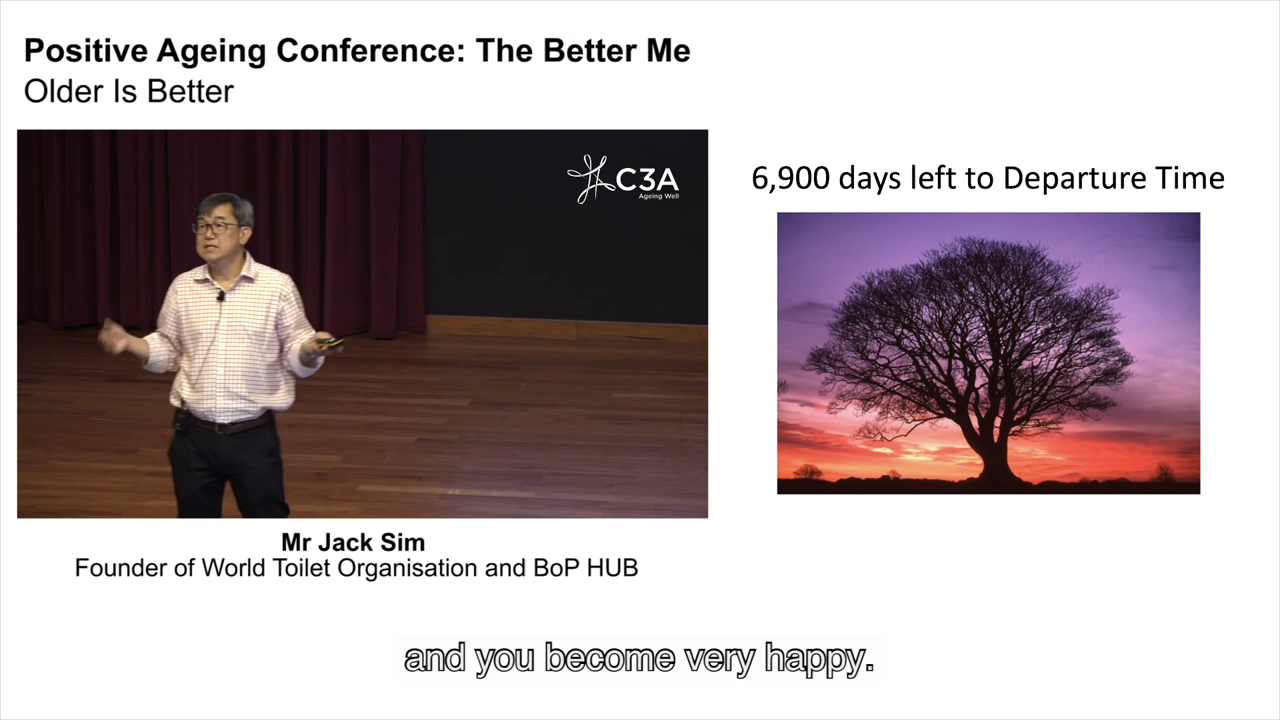 Positive Ageing Conference: The Better Me
Older Is Better
C3A
Ageing Well
6,900 days left to Departure Time
Mr Jack Sim
Founder of World Toilet Organisation and BoP HUB
and you become very happy.